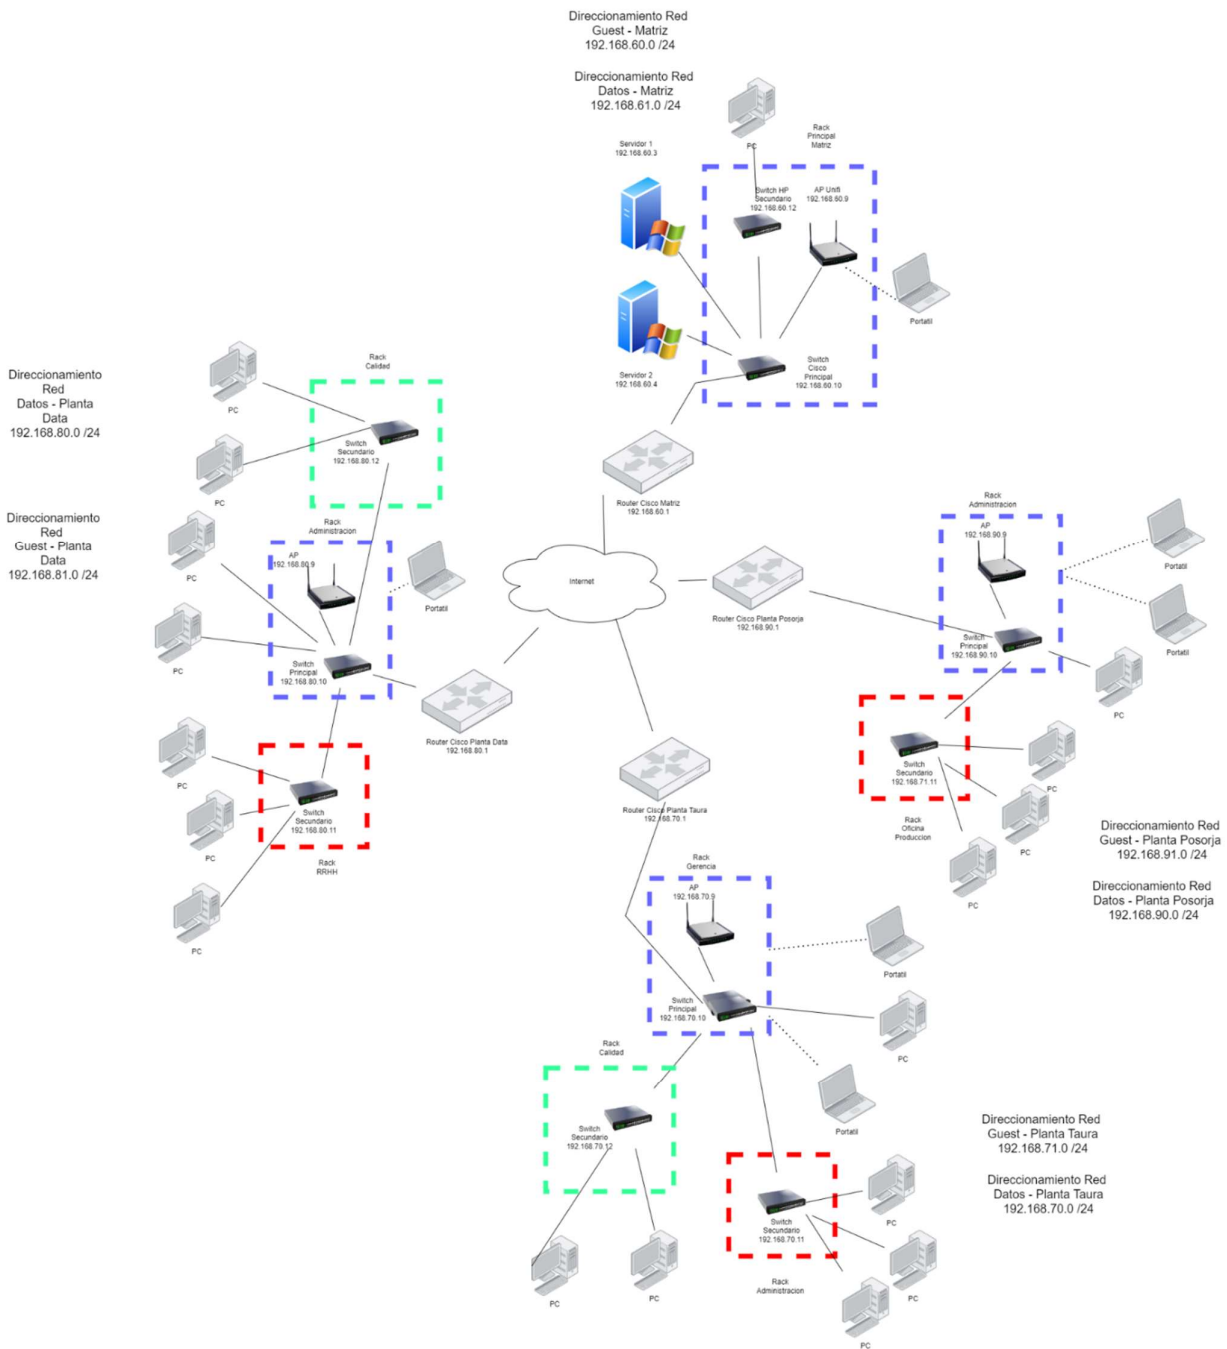 Direccionamiento Red
Guest - Matriz
192.168.60.0 /24
Direccionamiento Red
Datos - Matriz
192.168.61.0 /24
PC
Rack
Principal
Matriz
Servidor 1
192.168.60.3
Switch HP
Secundario
192.168.60.12
AP Unifi
192.168.60.9
Portatil
Servidor 2
192.168.60.4
Switch
Cisco
Principal
192.168.60.10
Router Cisco Matriz
192.168.60.1
Internet
Direccionamiento
Red
Datos - Planta
Data
192.168.80.0 /24
Direccionamiento
Red
Guest - Planta
Data
192.168.81.0 /24
Rack
Calidad
PC
Switch
Secundario
192.168.80.12
PC
Rack
Administracion
AP
192.168.80.9
PC
Portatil
PC
Switch
Principal
192.168.80.10
Router Cisco Planta Data
192.168.80.1
PC
PC
Switch
Secundario
192.168.80.11
Rack
RRHH
PC
Router Cisco Planta Posorja
192.168.90.1
Rack
Administracion
AP
192.168.90.9
Portatil
Portatil
Switch
Principal
192.168.90.10
PC
Switch
Secundario
192.168.71.11
PC
Rack
Oficina
Produccion
PC
PC
Direccionamiento Red
Guest - Planta Posorja
192.168.91.0 /24
Direccionamiento Red
Datos - Planta Posorja
192.168.90.0 /24
Router Cisco Planta Taura
192.168.70.1
Rack
Gerencia
AP
192.168.70.9
Portatil
Switch
Principal
192.168.70.10
PC
Rack
Calidad
Portatil
Switch
Secundario
192.168.70.12
PC
PC
Switch
Secundario
192.168.70.11
Rack
Administracion
PC
PC
PC
Direccionamiento Red
Guest - Planta Taura
192.168.71.0 /24
Direccionamiento Red
Datos - Planta Taura
192.168.70.0 /24